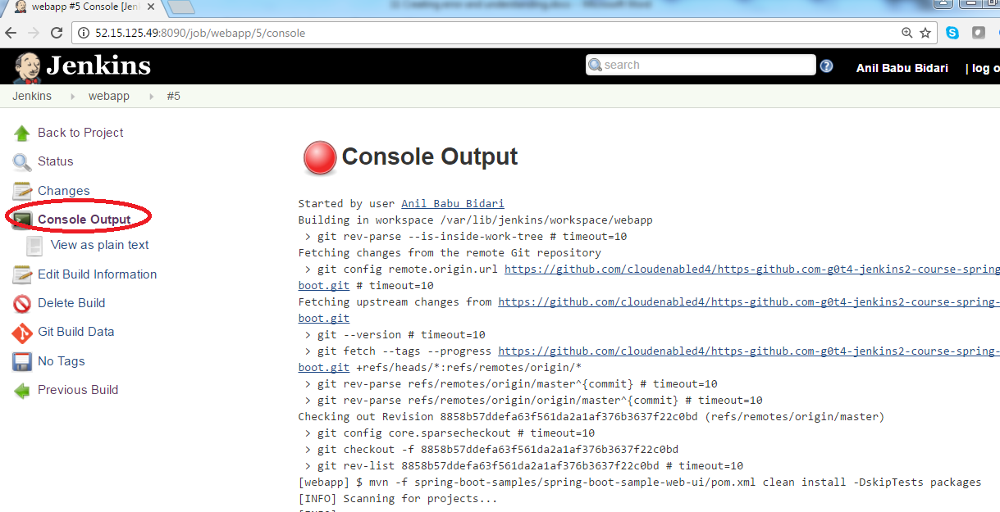 webapp #5 Console [Jen
52.15.125.49:8090/job/webapp/5/console
Jenkins
search
Anil Babu Bidari
| log o
Jenkins
webapp
#5
Back to Project
Status
Changes
Console Output
View as plain text
Edit Build Information
Delete Build
Git Build Data
No Tags
Previous Build
Console Output
Started by user Anil Babu Bidari
Building in workspace /var/lib/jenkins/workspace/webapp
> git rev-parse --is-inside-work-tree # timeout=10
Fetching changes from the remote Git repository
> git config remote.origin.url https://github.com/cloudenabled4/https-github.com-g0t4-jenkins2-course-spring-
boot.git # timeout=10
Fetching upstream changes from https://github.com/cloudenabled4/https-github.com-g0t4-jenkins2-course-spring-
boot.git
> git --version # timeout=10
> git fetch --tags --progress https://github.com/cloudenabled4/https-github.com-g0t4-jenkins2-course-spring-
boot.git +refs/heads/*:refs/remotes/origin/*
> git rev-parse refs/remotes/origin/master^{commit} # timeout=10
> git rev-parse refs/remotes/origin/origin/master^{commit} # timeout=10
Checking out Revision 8858b57ddefa63f561da2a1af376b3637f22c0bd (refs/remotes/origin/master)
> git config core.sparsecheckout # timeout=10
> git checkout -f 8858b57ddefa63f561da2a1af376b3637f22c0bd
> git rev-list 8858b57ddefa63f561da2a1af376b3637f22c0bd # timeout=10
[webapp] $ mvn -f spring-boot-samples/spring-boot-sample-web-ui/pom.xml clean install -DskipTests packages
[INFO] Scanning for projects...